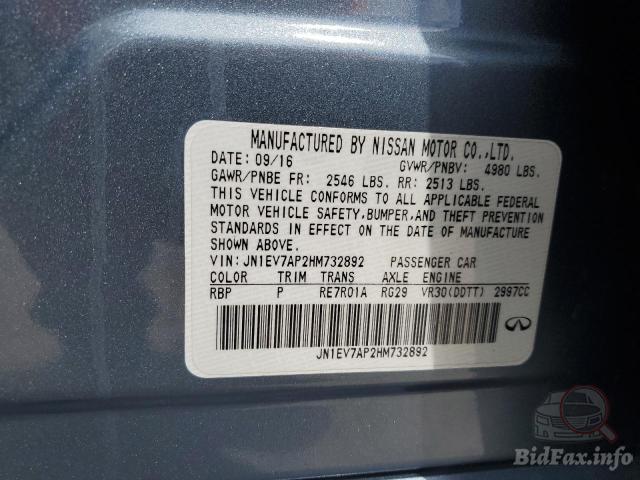 MANUFACTURED BY NISSAN MOTOR CO.,LTD.
DATE: 09/16 GVWR/PNBV: 4980 LBS.
GAWR/PNBE FR: 2546 LBS. RR: 2513 LBS.
THIS VEHICLE CONFORMS TO ALL APPLICABLE FEDERAL
MOTOR VEHICLE SAFETY, BUMPER, AND THEFT PREVENTION
STANDARDS IN EFFECT ON THE DATE OF MANUFACTURE
SHOWN ABOVE.
VIN: JN1EV7AP2HM732892 PASSENGER CAR
COLOR TRIM TRANS AXLE ENGINE
RBP P RE7R01A RG29 VR30(DDTT) 2997CC
JN1EV7AP2HM732892
BidFax.info